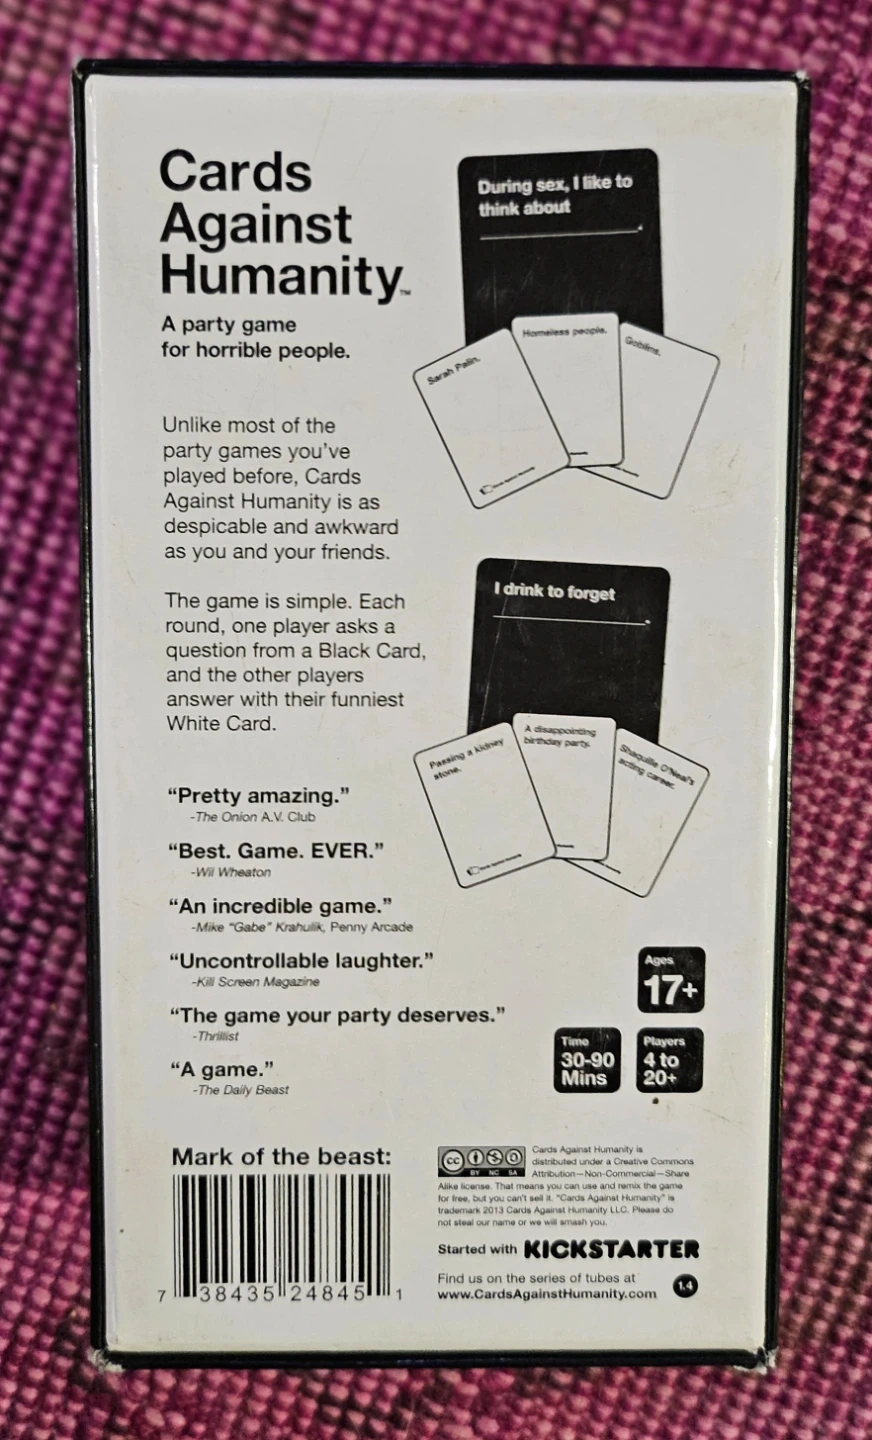 Cards
Against
Humanity™
A party game
for horrible people.
Unlike most of the
party games you've
played before, Cards
Against Humanity is as
despicable and awkward
as you and your friends.
The game is simple. Each
round, one player asks a
question from a Black Card,
and the other players
answer with their funniest
White Card.
During sex, I like to
think about
Sarah Palin.
Homeless people.
Goblins.
I drink to forget
Passing a kidney
stone.
A disappointing
birthday party.
Shaquille O'Neal's
acting career.
“Pretty amazing.”
-The Onion A.V. Club
“Best. Game. EVER.”
-Wil Wheaton
“An incredible game.”
-Mike “Gabe” Krahulik, Penny Arcade
“Uncontrollable laughter.”
-Kill Screen Magazine
“The game your party deserves.”
-Thrillist
“A game.”
-The Daily Beast
Ages
17+
Time
30-90
Mins
Players
4 to
20+
Mark of the beast:
7 38435 24845 1
cc
BY NC SA
Cards Against Humanity is
distributed under a Creative Commons
Attribution—Non-Commercial—Share
Alike license. That means you can use and remix the game
for free, but you can't sell it. "Cards Against Humanity" is
trademark 2013 Cards Against Humanity LLC. Please do
not steal our name or we will smash you.
Started with KICKSTARTER
Find us on the series of tubes at
www.CardsAgainstHumanity.com
1.4